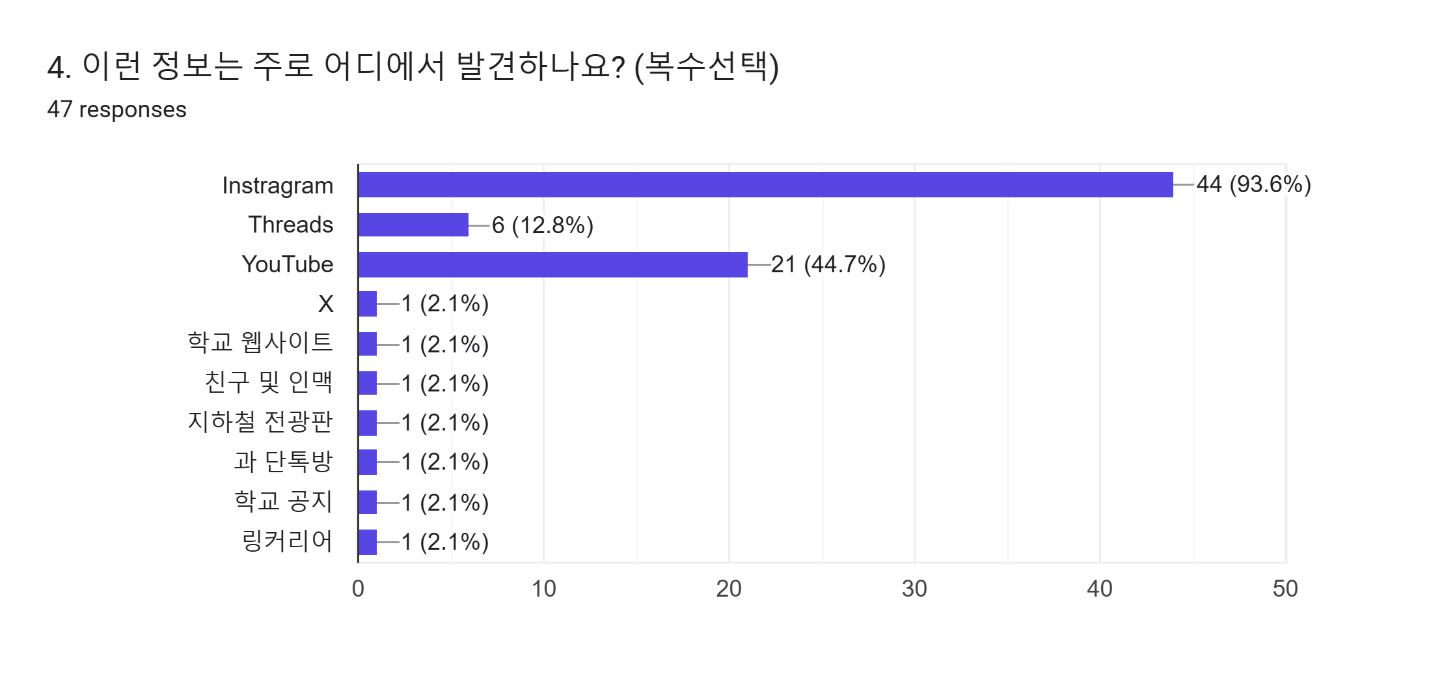 4. 이런 정보는 주로 어디에서 발견하나요? (복수선택)
47 responses
Instragram 44 (93.6%)
Threads 6 (12.8%)
YouTube 21 (44.7%)
X 1 (2.1%)
학교 웹사이트 1 (2.1%)
친구 및 인맥 1 (2.1%)
지하철 전광판 1 (2.1%)
과 단톡방 1 (2.1%)
학교 공지 1 (2.1%)
링커리어 1 (2.1%)
0 10 20 30 40 50